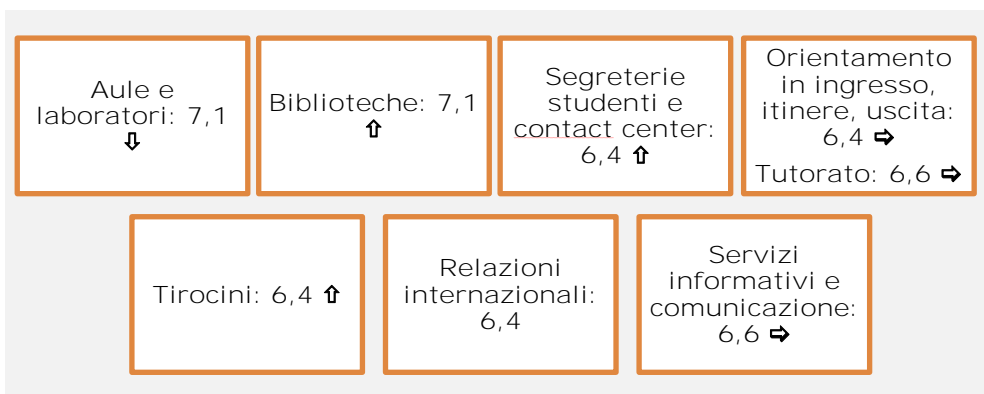 Aule e
laboratori: 7,1
⇩
Biblioteche: 7,1
⇧
Segreterie
studenti e
contact center:
6,4 ⇧
Orientamento
in ingresso,
itinere, uscita:
6,4 ⇨
Tutorato: 6,6 ⇨
Tirocini: 6,4 ⇧
Relazioni
internazionali:
6,4
Servizi
informativi e
comunicazione:
6,6 ⇨